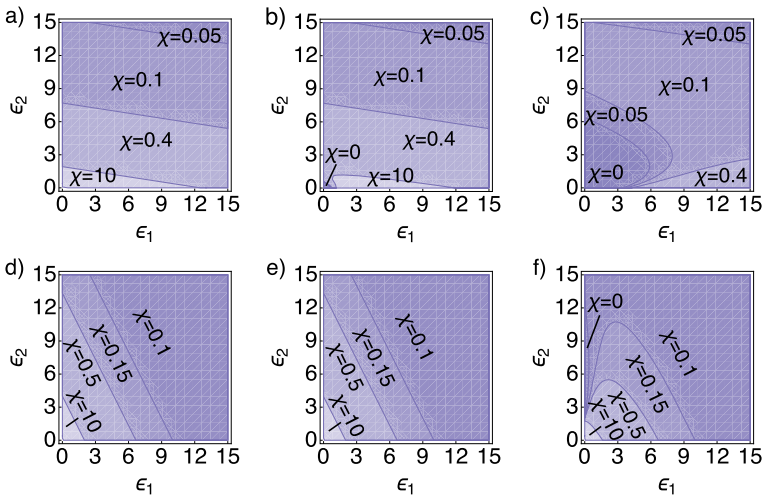 a) b) c)
15 15 15
χ=0.05 χ=0.05 χ=0.05
12 12 12
χ=0.1 χ=0.1 χ=0.1
9 9 9
ϵ2 ϵ2 ϵ2
6 6 6
χ=0.4 χ=0.4 χ=0.05
3 χ=0 3 3
χ=10 χ=10 χ=0 χ=0.4
0 0 0
0 3 6 9 12 15 0 3 6 9 12 15 0 3 6 9 12 15
ϵ1 ϵ1 ϵ1
d) e) f)
15 15 15
12 12 12
χ=0
χ=0.1 χ=0.1 χ=0.1
9 9 9
ϵ2 ϵ2 ϵ2
χ=0.15 χ=0.15 χ=0.15
6 6 6
χ=0.5 χ=0.5 χ=0.5
3 3 3
χ=10 χ=10 χ=10
0 0 0
0 3 6 9 12 15 0 3 6 9 12 15 0 3 6 9 12 15
ϵ1 ϵ1 ϵ1